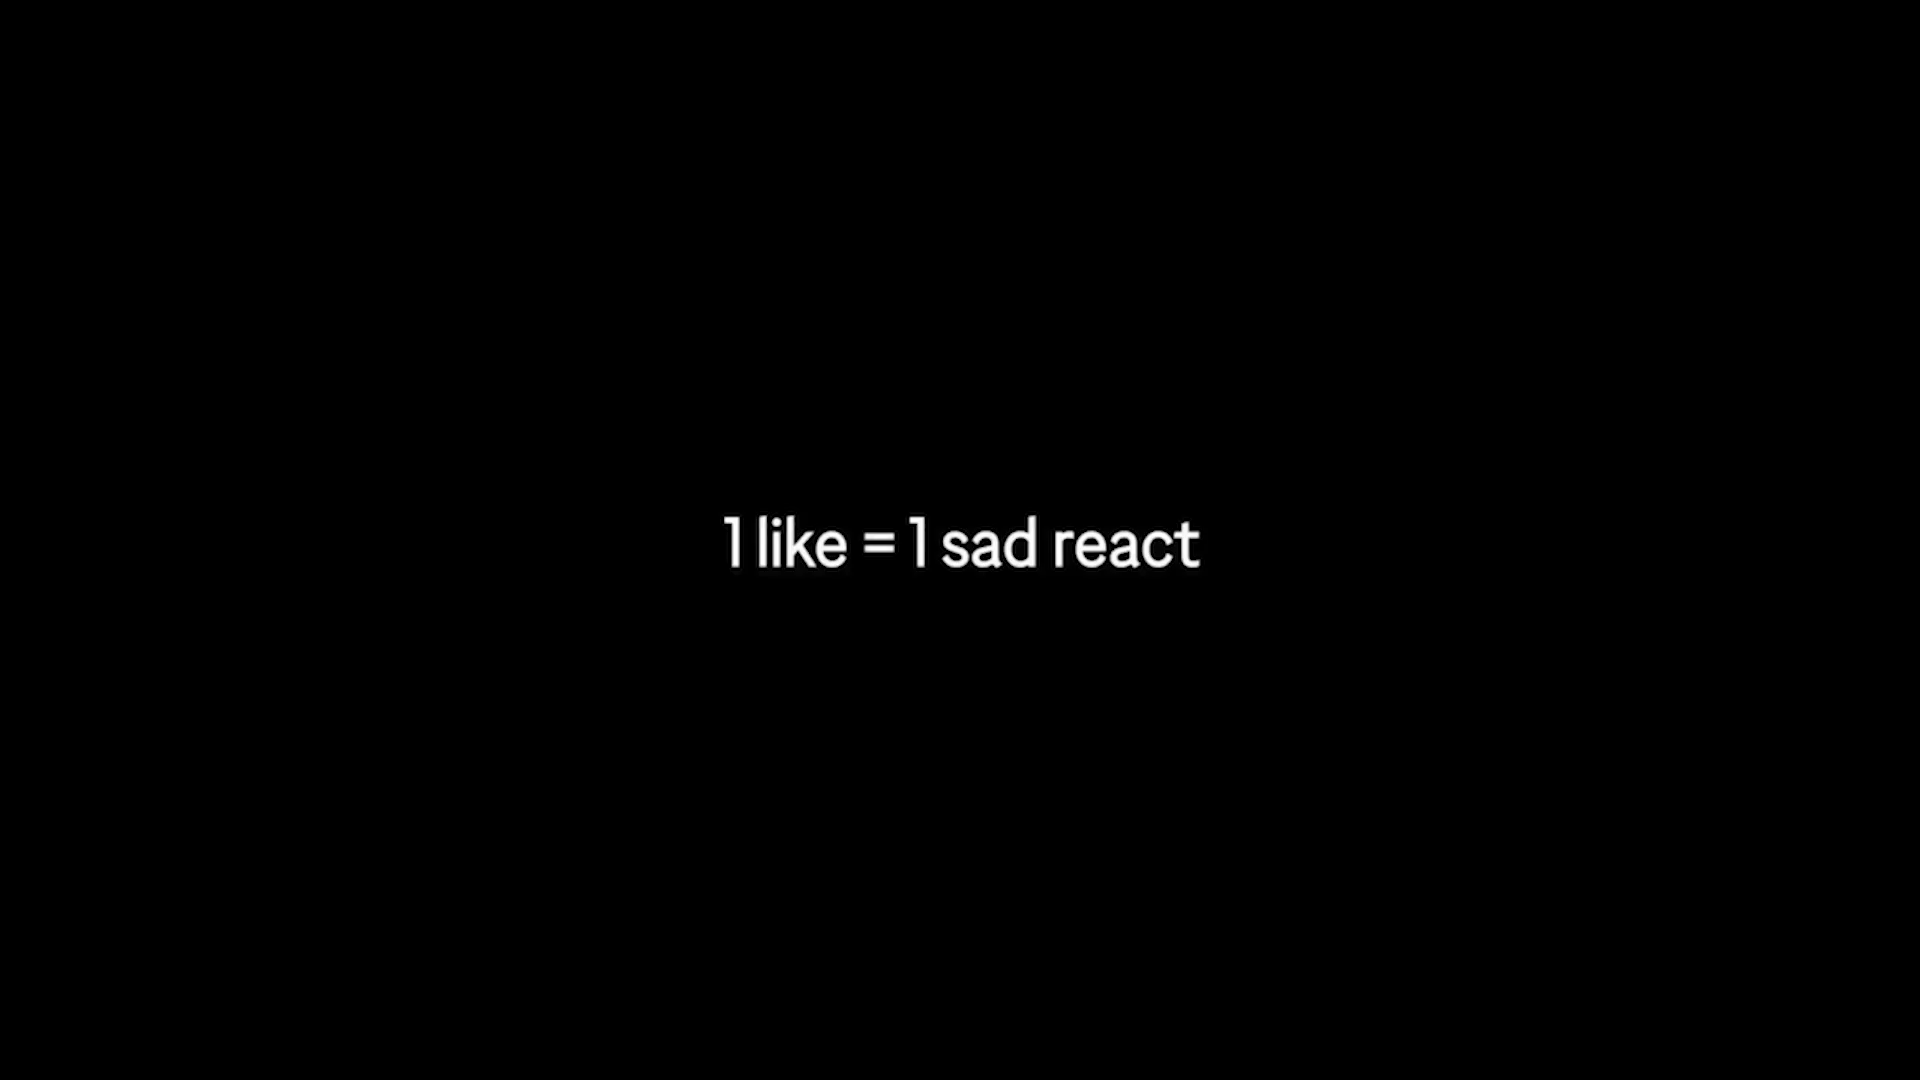 1 like = 1 sad react